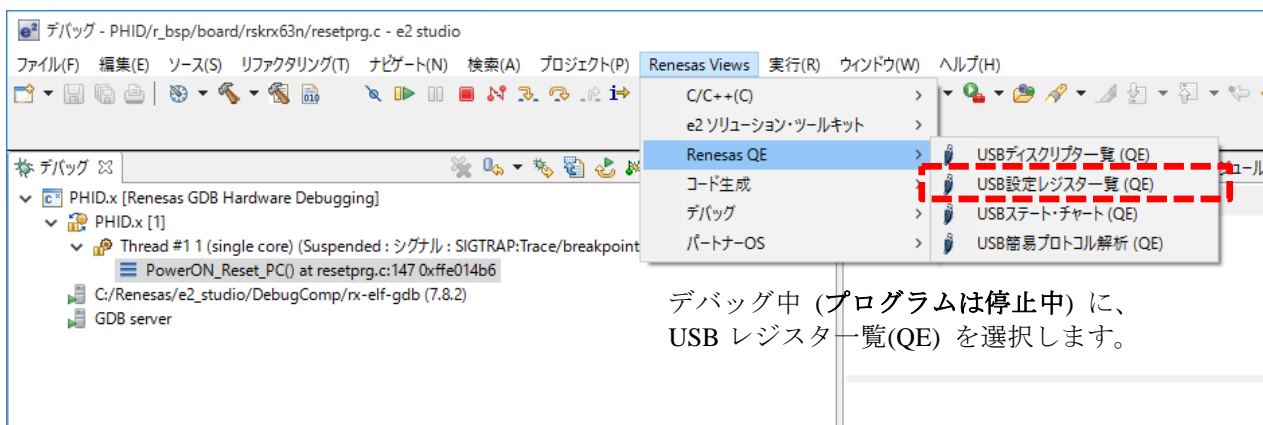 デバッグ - PHID/r_bsp/board/rskrx63n/resetprg.c - e2 studio
ファイル(F) 編集(E) ソース(S) リファクタリング(T) ナビゲート(N) 検索(A) プロジェクト(P) Renesas Views 実行(R) ウィンドウ(W) ヘルプ(H)
C/C++(C)
e2 ソリューション・ツールキット
Renesas QE
コード生成
デバッグ
パートナーOS
USBディスクリプター覧 (QE)
USB設定レジスター覧 (QE)
USBステート・チャート (QE)
USB簡易プロトコル解析 (QE)
デバッグ
PHID.x [Renesas GDB Hardware Debugging]
PHID.x [1]
Thread #1 1 (single core) (Suspended : シグナル : SIGTRAP:Trace/breakpoint
PowerON_Reset_PC() at resetprg.c:147 0xffe014b6
C:/Renesas/e2_studio/DebugComp/rx-elf-gdb (7.8.2)
GDB server
デバッグ中 (プログラムは停止中) に、
USB レジスタ一覧(QE) を選択します。